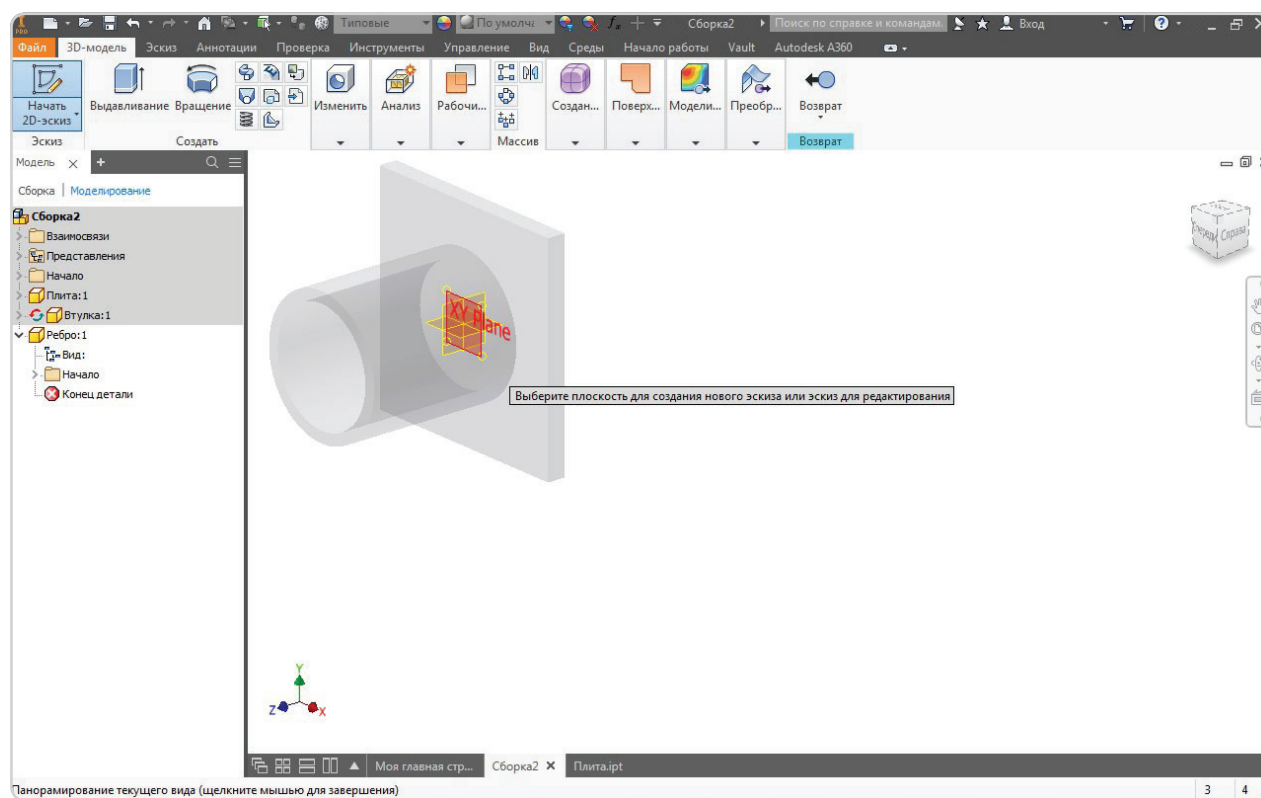 PRO Типовые По умолчи Сборка2 Поиск по справке и командам. Вход
Файл 3D-модель Эскиз Аннотации Проверка Инструменты Управление Вид Среды Начало работы Vault Autodesk A360
Начать 2D-эскиз Выдавливание Вращение Изменить Анализ Рабочи... Создан... Поверх... Модели... Преобр... Возврат
Эскиз Создать Массив Возврат
Модель × +
Сборка | Моделирование
Сборка2
Взаимосвязи
Представления
Начало
Плита:1
Втулка:1
Ребро:1
Вид:
Начало
Конец детали
Спереди Справа
XY Plane
Выберите плоскость для создания нового эскиза или эскиз для редактирования
Y
Z X
Моя главная стр... Сборка2 × Плита.ipt
Панорамирование текущего вида (щелкните мышью для завершения) 3 4